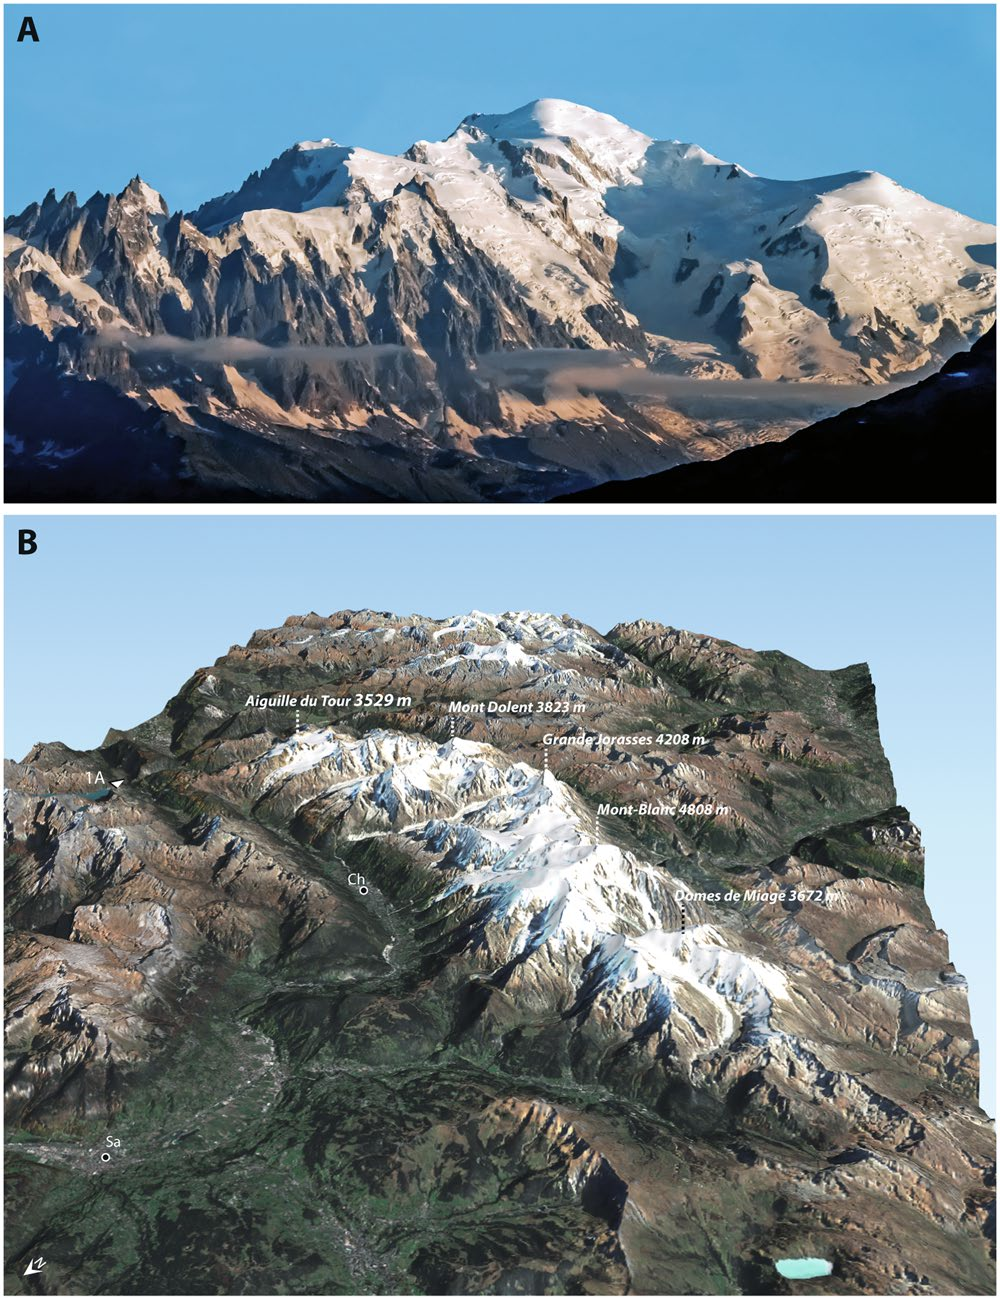 A
B
Aiguille du Tour 3529 m
Mont Dolent 3823 m
Grande Jorasses 4208 m
1A
Mont-Blanc 4808 m
Ch
Domes de Miage 3672 m
Sa
N